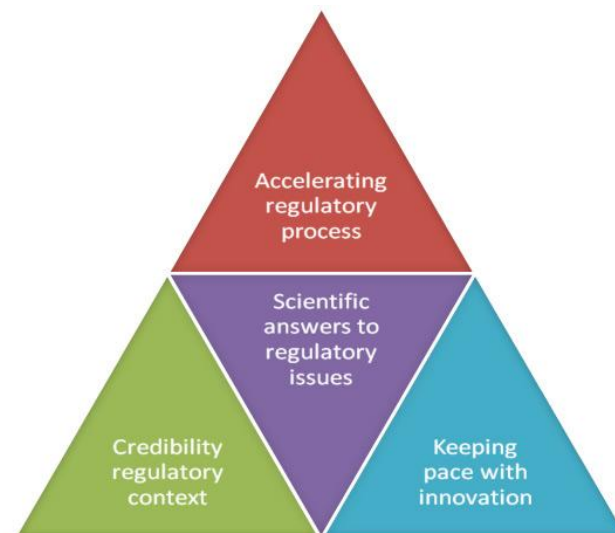 Accelerating
regulatory
process
Scientific
answers to
regulatory
issues
Credibility
regulatory
context
Keeping
pace with
innovation